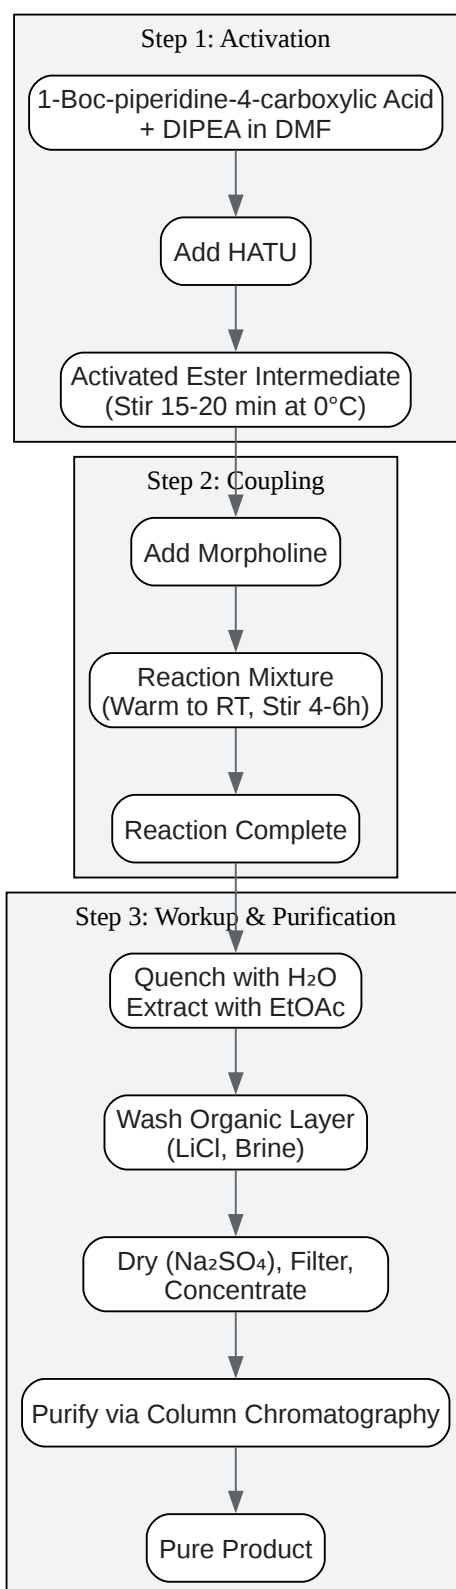 Step 1: Activation
1-Boc-piperidine-4-carboxylic Acid
+ DIPEA in DMF
Add HATU
Activated Ester Intermediate
(Stir 15-20 min at 0°C)
Step 2: Coupling
Add Morpholine
Reaction Mixture
(Warm to RT, Stir 4-6h)
Reaction Complete
Step 3: Workup & Purification
Quench with H₂O
Extract with EtOAc
Wash Organic Layer
(LiCl, Brine)
Dry (Na₂SO₄), Filter,
Concentrate
Purify via Column Chromatography
Pure Product